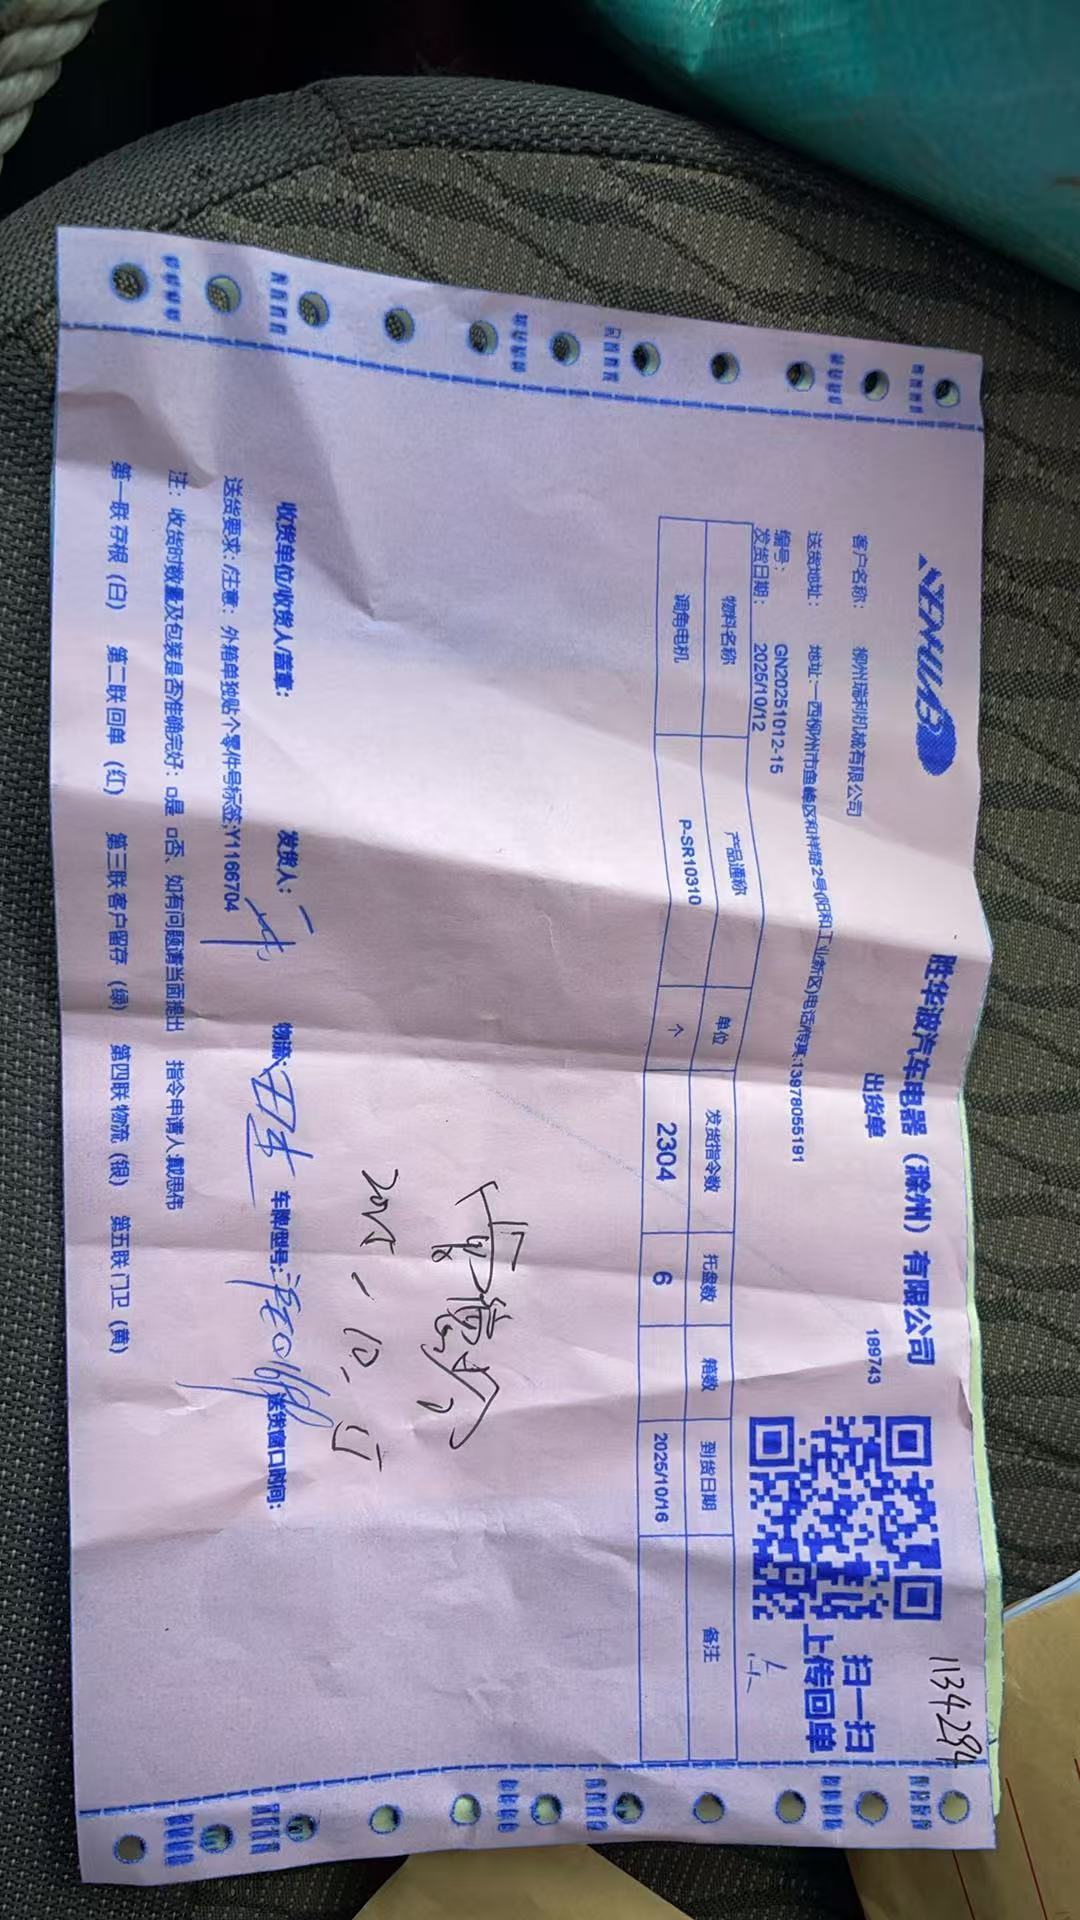 胜华波汽车电器（滁州）有限公司
出货单
189743
1134294
扫一扫
上传回单
客户名称： 柳州瑞利机械有限公司
送货地址： 地址:一西柳州市鱼峰区和祥路2号(阳和工业新区)电话/传真:13978055191
编号： GN20251012-15
发货日期： 2025/10/12
物料名称 产品通称 单位 发货指令数 托盘数 箱数 到货日期 备注
调角电机 P-SR10310 个 2304 6 2025/10/16
2025.10.17
收货单位/收货人/盖章： 发货人： 物流： 车牌/型号： 送货窗口时间：
送货要求：/注意：外箱单独贴个零件号标签;Y1166704
注：收货时数量及包装是否准确完好：□是 □否、如有问题请当面提出 指令申请人:戴思伟
第一联 存根（白） 第二联 回单（红） 第三联 客户留存（绿） 第四联 物流（银） 第五联 门卫（黄）